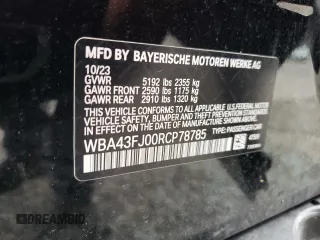 MFD BY BAYERISCHE MOTOREN WERKE AG
10/23
GVWR 5192 lbs 2355 kg
GAWR FRONT 2590 lbs 1175 kg
GAWR REAR 2910 lbs 1320 kg
THIS VEHICLE CONFORMS TO ALL APPLICABLE
FEDERAL MOTOR VEHICLE SAFETY, BUMPER, AND
THEFT PREVENTION STANDARDS IN EFFECT ON THE
DATE OF MANUFACTURE SHOWN ABOVE.
WBA43FJ00RCP78785 TYPE: PASSENGER CAR
DREAMBID